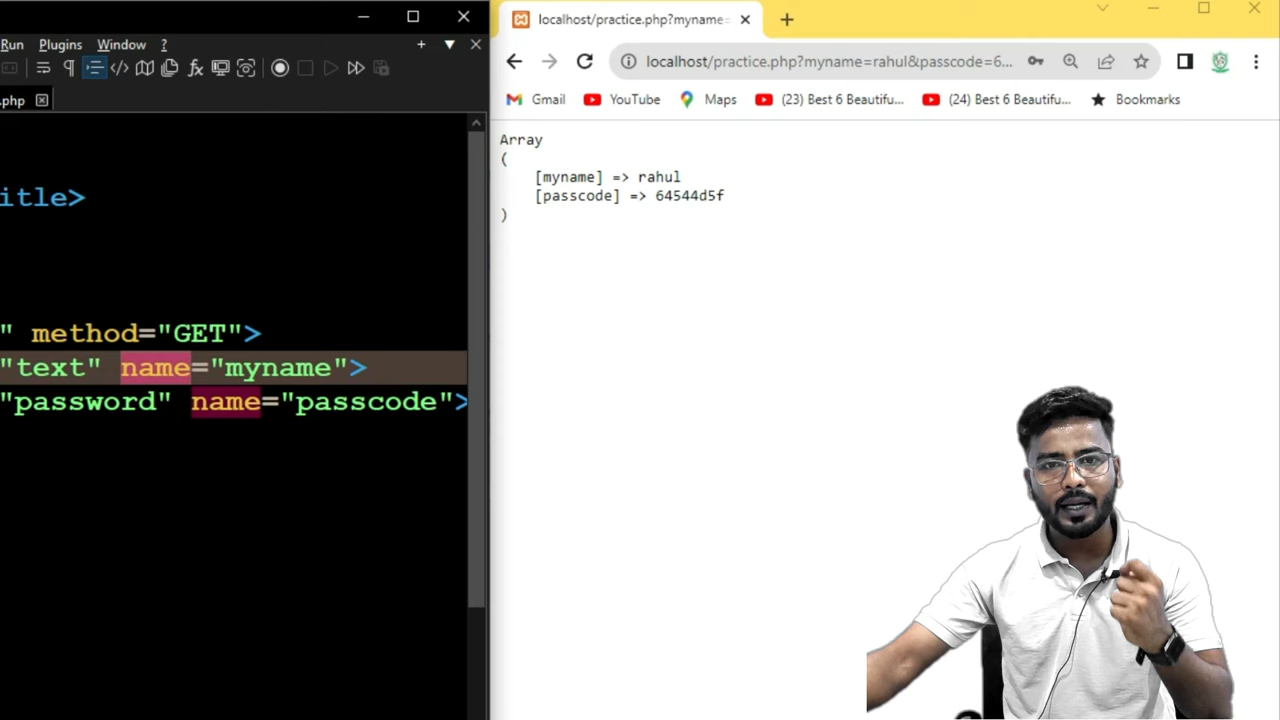 Run Plugins Window ?
.php
itle>
" method="GET">
"text" name="myname">
"password" name="passcode">
localhost/practice.php?myname=
localhost/practice.php?myname=rahul&passcode=6...
Gmail YouTube Maps (23) Best 6 Beautifu... (24) Best 6 Beautifu... Bookmarks
Array
(
[myname] => rahul
[passcode] => 64544d5f
)